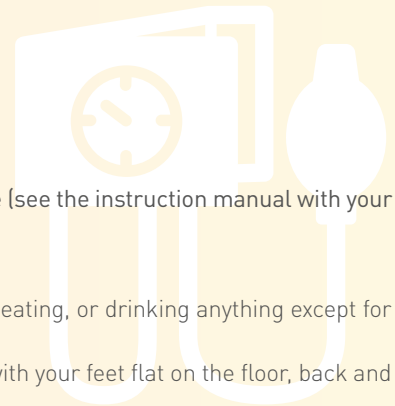 (see the instruction manual with your
eating, or drinking anything except for
with your feet flat on the floor, back and